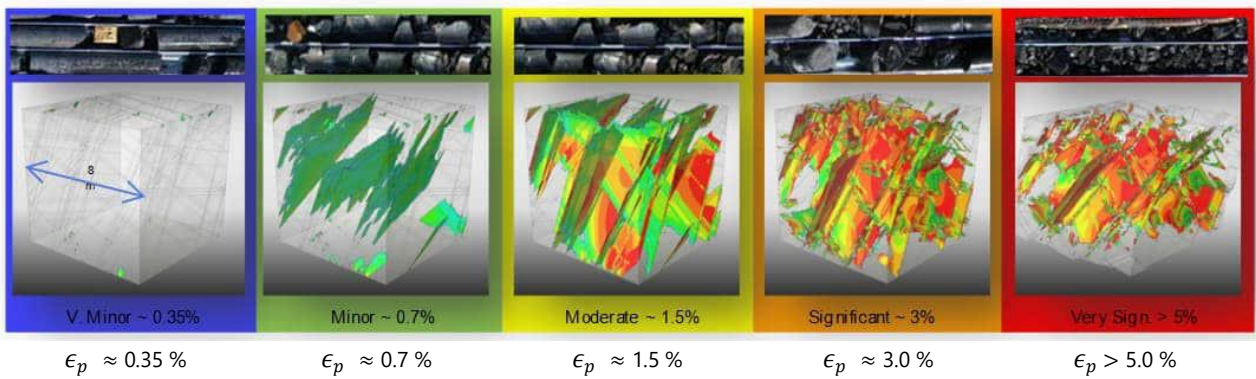 8
m
V. Minor ~ 0.35%
Minor ~ 0.7%
Moderate ~ 1.5%
Significant ~ 3%
Very Sign. > 5%
ϵₚ ≈ 0.35 %
ϵₚ ≈ 0.7 %
ϵₚ ≈ 1.5 %
ϵₚ ≈ 3.0 %
ϵₚ > 5.0 %